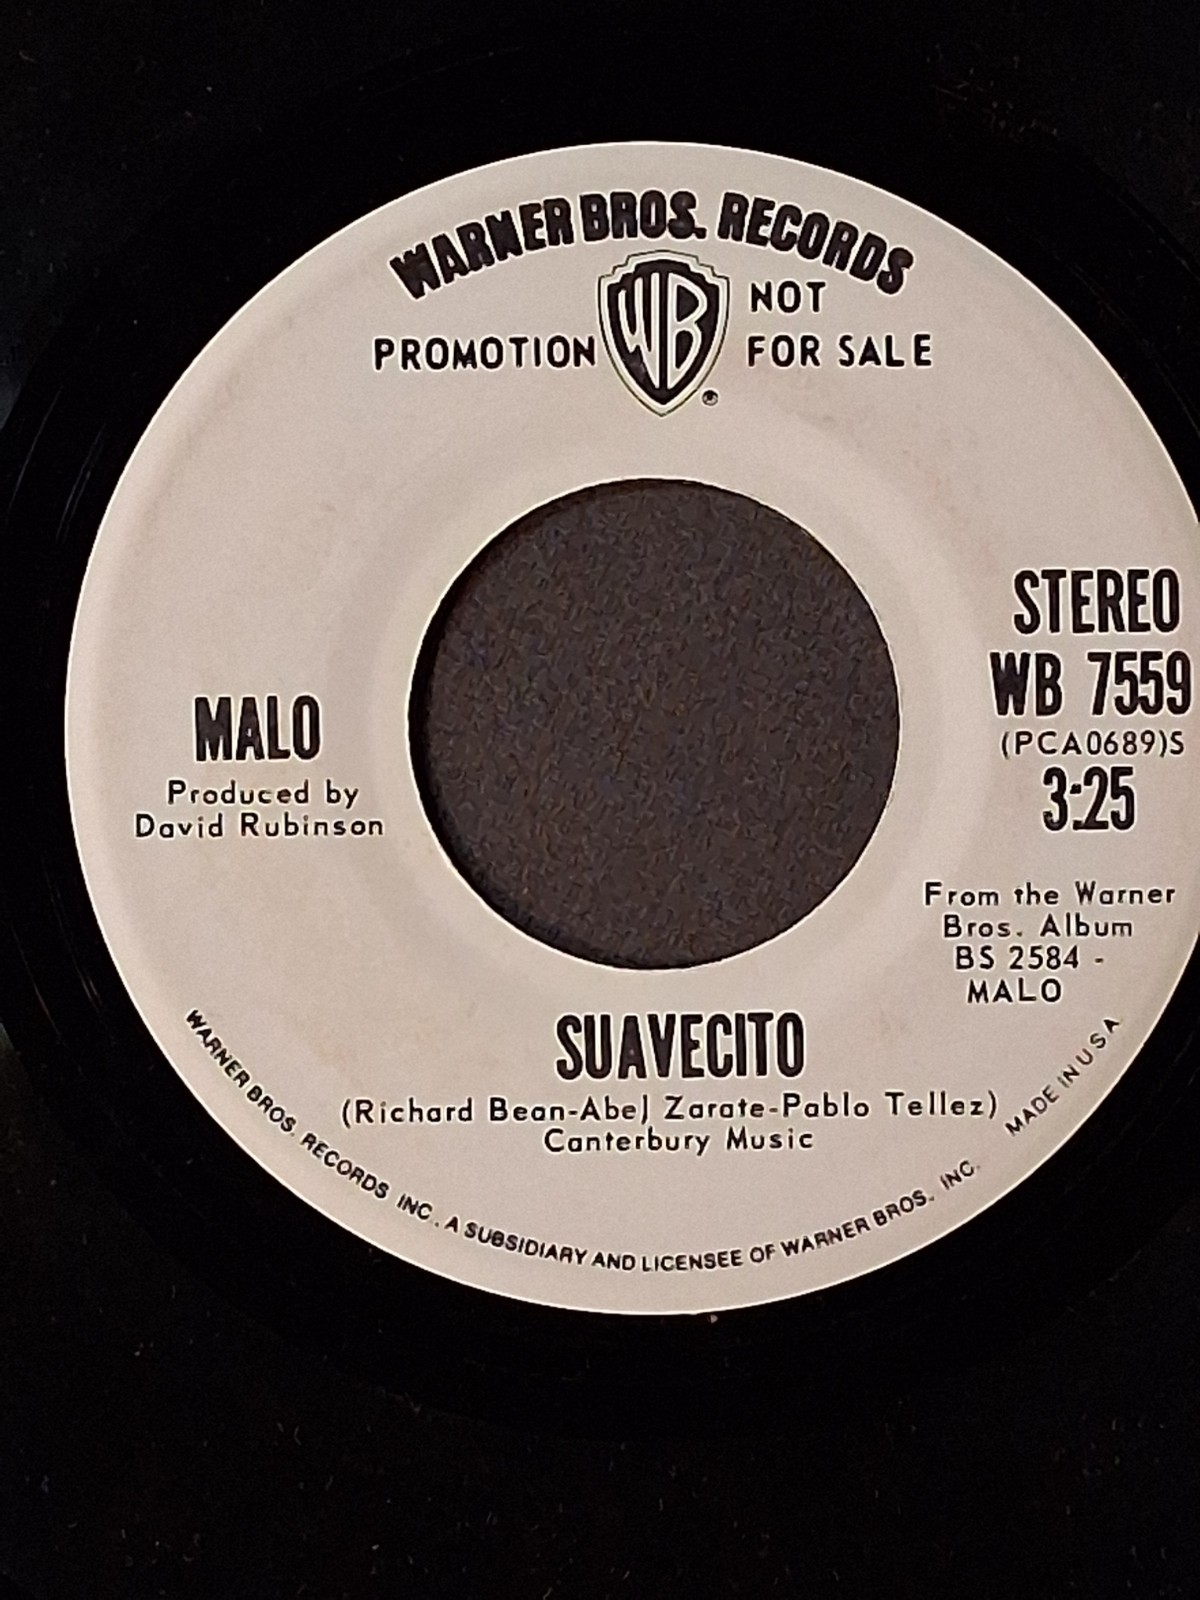 WARNER BROS. RECORDS
WB
NOT
PROMOTION
FOR SALE
®
STEREO
WB 7559
(PCA0689)S
3:25
MALO
Produced by
David Rubinson
From the Warner
Bros. Album
BS 2584 -
MALO
SUAVECITO
(Richard Bean-Abel Zarate-Pablo Tellez)
Canterbury Music
WARNER BROS. RECORDS INC. A SUBSIDIARY AND LICENSEE OF WARNER BROS., INC.
MADE IN U.S.A.